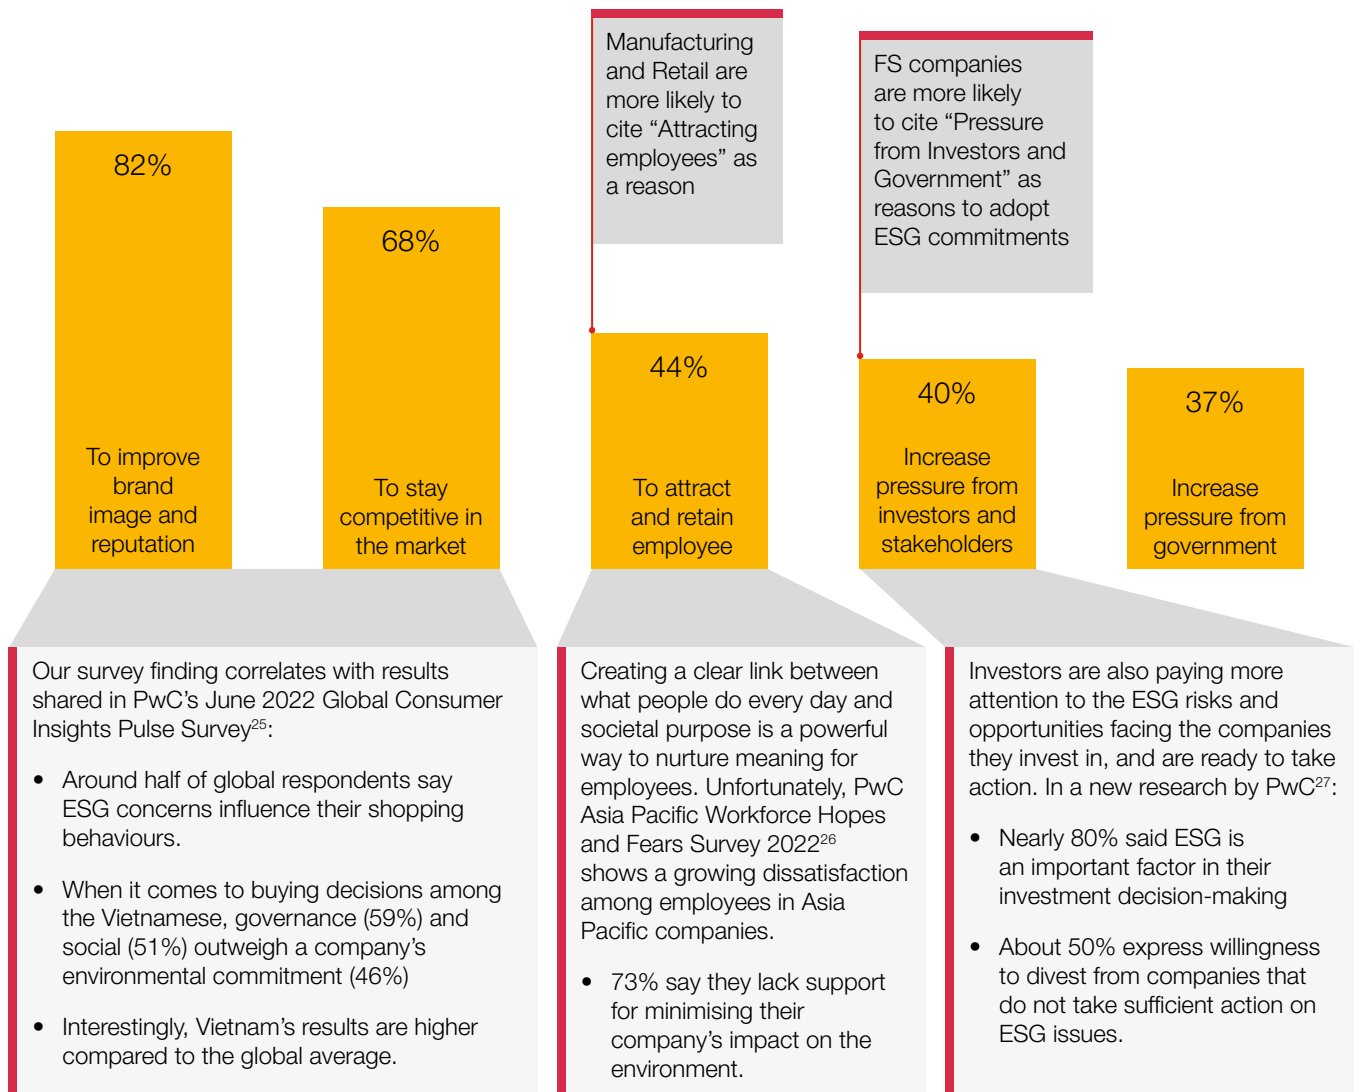 Manufacturing
and Retail are
more likely to
cite “Attracting
employees” as
a reason
FS companies
are more likely
to cite “Pressure
from Investors and
Government” as
reasons to adopt
ESG commitments
82%
To improve
brand
image and
reputation
68%
To stay
competitive in
the market
44%
To attract
and retain
employee
40%
Increase
pressure from
investors and
stakeholders
37%
Increase
pressure from
government
Our survey finding correlates with results
shared in PwC’s June 2022 Global Consumer
Insights Pulse Survey25:
• Around half of global respondents say
ESG concerns influence their shopping
behaviours.
• When it comes to buying decisions among
the Vietnamese, governance (59%) and
social (51%) outweigh a company’s
environmental commitment (46%)
• Interestingly, Vietnam’s results are higher
compared to the global average.
Creating a clear link between
what people do every day and
societal purpose is a powerful
way to nurture meaning for
employees. Unfortunately, PwC
Asia Pacific Workforce Hopes
and Fears Survey 202226
shows a growing dissatisfaction
among employees in Asia
Pacific companies.
• 73% say they lack support
for minimising their
company’s impact on the
environment.
Investors are also paying more
attention to the ESG risks and
opportunities facing the companies
they invest in, and are ready to take
action. In a new research by PwC27:
• Nearly 80% said ESG is
an important factor in their
investment decision-making
• About 50% express willingness
to divest from companies that
do not take sufficient action on
ESG issues.